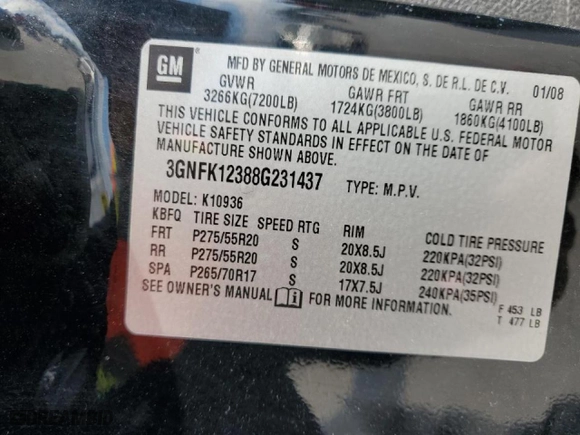 GM
MFD BY GENERAL MOTORS DE MEXICO, S. DE R.L. DE C.V. 01/08
GVWR GAWR FRT GAWR RR
3266KG(7200LB) 1724KG(3800LB) 1860KG(4100LB)
THIS VEHICLE CONFORMS TO ALL APPLICABLE U.S. FEDERAL MOTOR
VEHICLE SAFETY STANDARDS IN EFFECT ON THE DATE OF
MANUFACTURE SHOWN ABOVE.
3GNFK12388G231437 TYPE: M.P.V.
MODEL: K10936
KBFQ TIRE SIZE SPEED RTG RIM COLD TIRE PRESSURE
FRT P275/55R20 S 20X8.5J 220KPA(32PSI)
RR P275/55R20 S 20X8.5J 220KPA(32PSI)
SPA P265/70R17 S 17X7.5J 240KPA(35PSI)
SEE OWNER'S MANUAL FOR MORE INFORMATION.
F 453 LB
T 477 LB